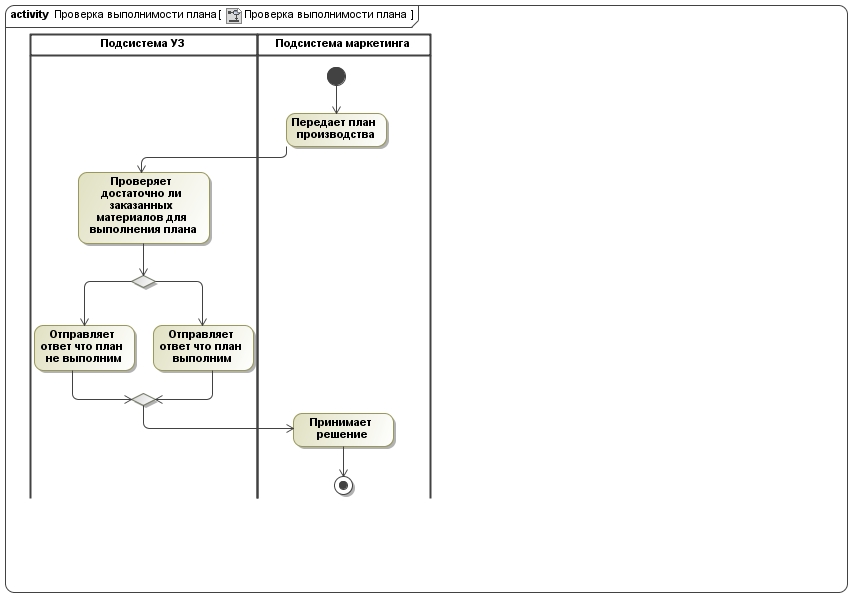 activity Проверка выполнимости плана [ Проверка выполнимости плана ]
Подсистема УЗ
Подсистема маркетинга
Передает план
производства
Проверяет
достаточно ли
заказанных
материалов для
выполнения плана
Отправляет
ответ что план
не выполним
Отправляет
ответ что план
выполним
Принимает
решение